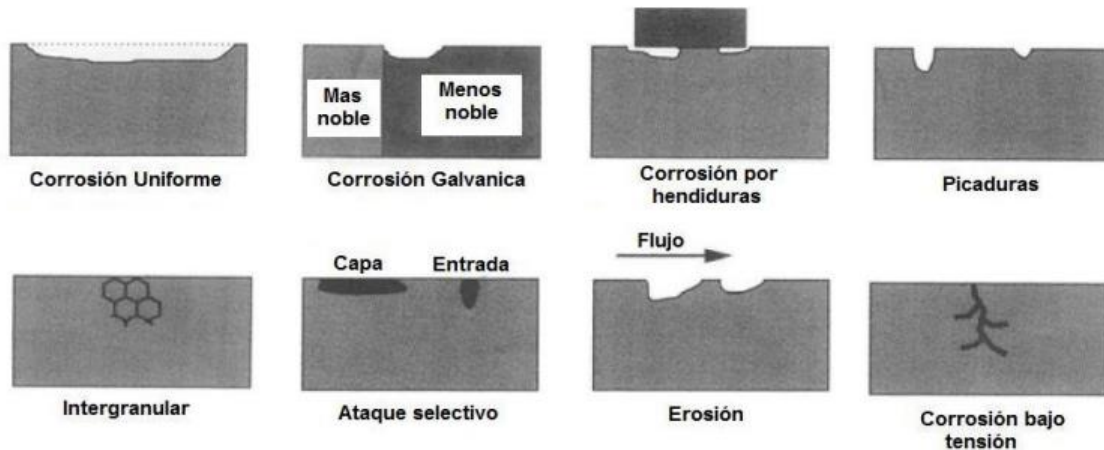 Mas
noble
Menos
noble
Corrosión Uniforme
Corrosión Galvanica
Corrosión por
hendiduras
Picaduras
Capa
Entrada
Flujo
Intergranular
Ataque selectivo
Erosión
Corrosión bajo
tensión